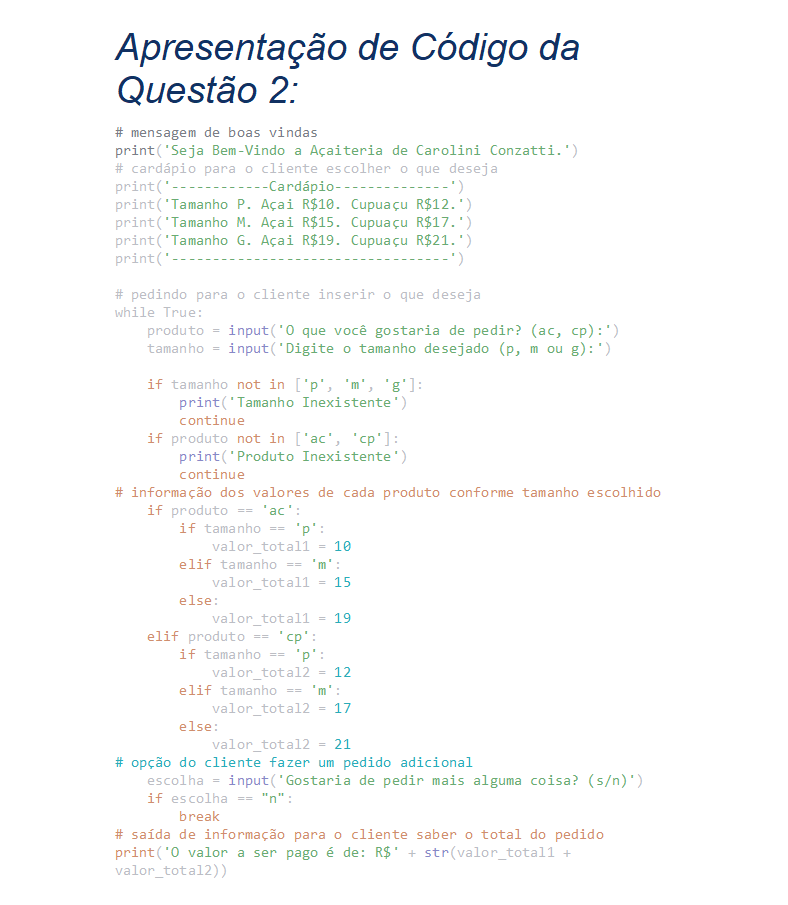 Apresentação de Código da
Questão 2:
# mensagem de boas vindas
print('Seja Bem-Vindo a Açaiteria de Carolini Conzatti.')
# cardápio para o cliente escolher o que deseja
print('------------Cardápio--------------')
print('Tamanho P. Açai R$10. Cupuaçu R$12.')
print('Tamanho M. Açai R$15. Cupuaçu R$17.')
print('Tamanho G. Açai R$19. Cupuaçu R$21.')
print('----------------------------------')

# pedindo para o cliente inserir o que deseja
while True:
    produto = input('O que você gostaria de pedir? (ac, cp):')
    tamanho = input('Digite o tamanho desejado (p, m ou g):')

    if tamanho not in ['p', 'm', 'g']:
        print('Tamanho Inexistente')
        continue
    if produto not in ['ac', 'cp']:
        print('Produto Inexistente')
        continue
# informação dos valores de cada produto conforme tamanho escolhido
    if produto == 'ac':
        if tamanho == 'p':
            valor_total1 = 10
        elif tamanho == 'm':
            valor_total1 = 15
        else:
            valor_total1 = 19
    elif produto == 'cp':
        if tamanho == 'p':
            valor_total2 = 12
        elif tamanho == 'm':
            valor_total2 = 17
        else:
            valor_total2 = 21
# opção do cliente fazer um pedido adicional
    escolha = input('Gostaria de pedir mais alguma coisa? (s/n)')
    if escolha == "n":
        break
# saída de informação para o cliente saber o total do pedido
print('O valor a ser pago é de: R$' + str(valor_total1 +
valor_total2))